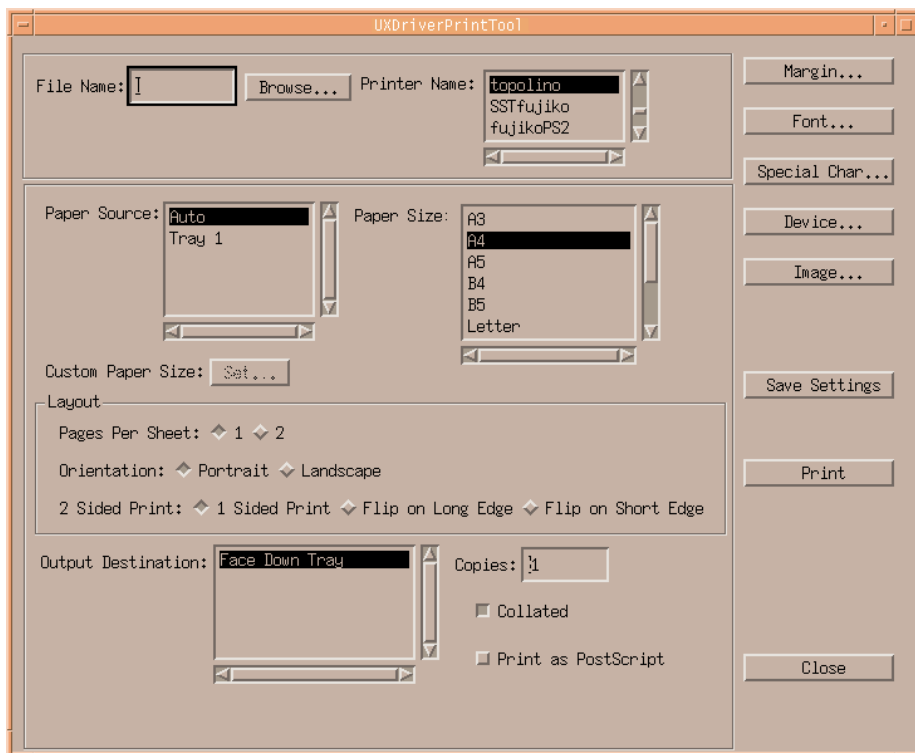 UXDriverPrintTool
File Name: Browse... Printer Name:
topolino
SSTfujiko
fujikoPS2
Paper Source:
Auto
Tray 1
Paper Size:
A3
A4
A5
B4
B5
Letter
Custom Paper Size: Set...
Layout
Pages Per Sheet: 1 2
Orientation: Portrait Landscape
2 Sided Print: 1 Sided Print Flip on Long Edge Flip on Short Edge
Output Destination:
Face Down Tray
Copies: 1
Collated
Print as PostScript
Margin...
Font...
Special Char...
Device...
Image...
Save Settings
Print
Close